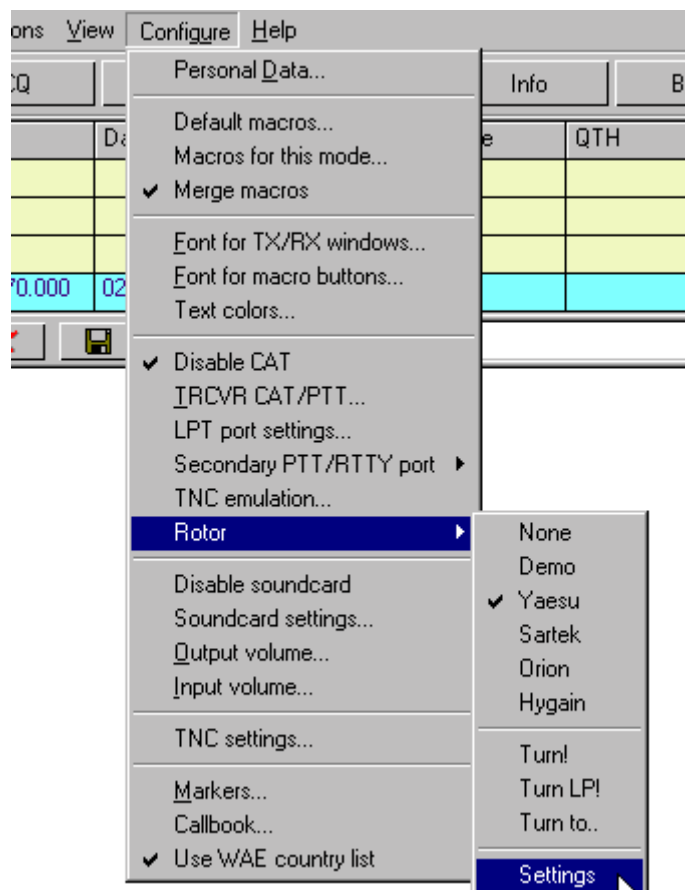 ons View Configure Help
CQ Info B
Personal Data...
Default macros...
Macros for this mode...
Merge macros
Font for TX/RX windows...
Font for macro buttons...
Text colors...
Disable CAT
TRCVR CAT/PTT...
LPT port settings...
Secondary PTT/RTTY port
TNC emulation...
Rotor
Disable soundcard
Soundcard settings...
Output volume...
Input volume...
TNC settings...
Markers...
Callbook...
Use WAE country list
Da e QTH
70.000 02
None
Demo
Yaesu
Sartek
Orion
Hygain
Turn!
Turn LP!
Turn to..
Settings